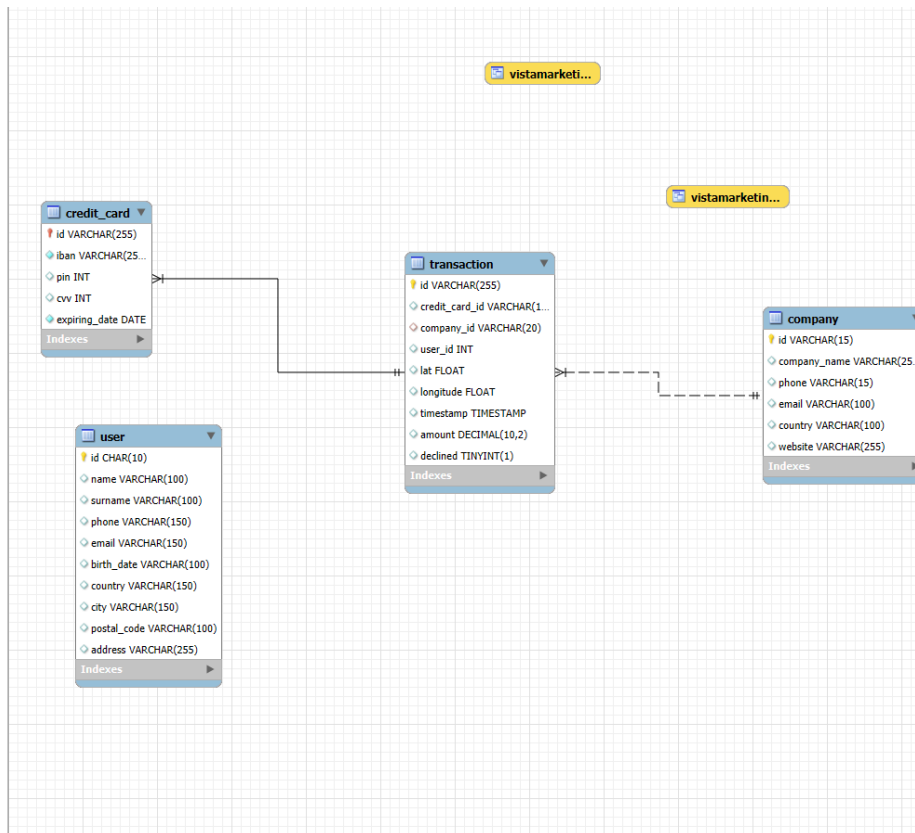 vistamarketi...
vistamarketin...
credit_card
id VARCHAR(255)
iban VARCHAR(25...
pin INT
cvv INT
expiring_date DATE
Indexes
transaction
id VARCHAR(255)
credit_card_id VARCHAR(1...
company_id VARCHAR(20)
user_id INT
lat FLOAT
longitude FLOAT
timestamp TIMESTAMP
amount DECIMAL(10,2)
declined TINYINT(1)
Indexes
company
id VARCHAR(15)
company_name VARCHAR(25...
phone VARCHAR(15)
email VARCHAR(100)
country VARCHAR(100)
website VARCHAR(255)
Indexes
user
id CHAR(10)
name VARCHAR(100)
surname VARCHAR(100)
phone VARCHAR(150)
email VARCHAR(150)
birth_date VARCHAR(100)
country VARCHAR(150)
city VARCHAR(150)
postal_code VARCHAR(100)
address VARCHAR(255)
Indexes